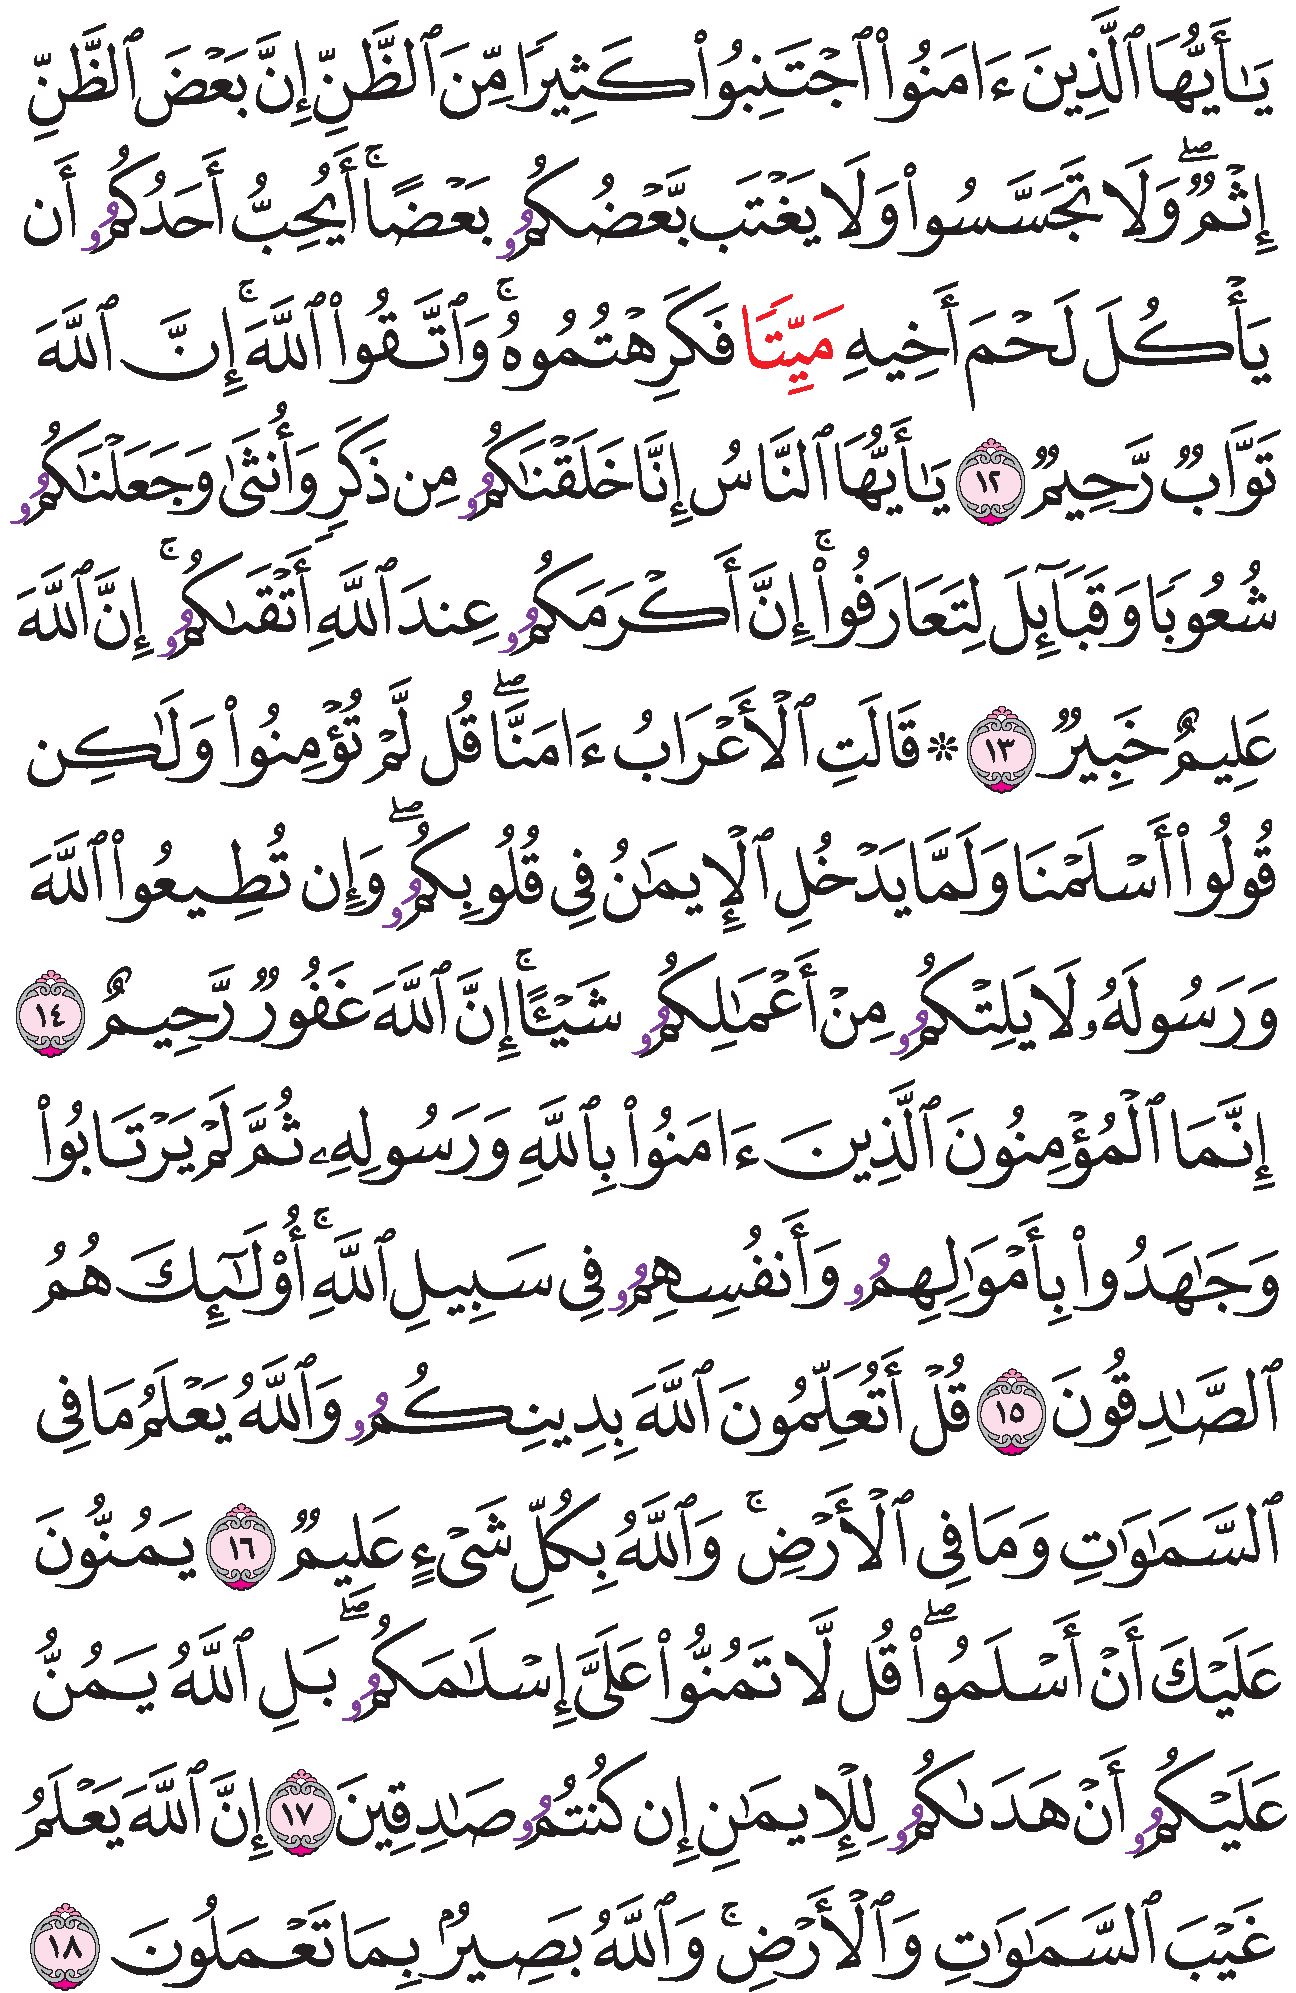 يَـٰٓأَيُّهَا ٱلَّذِينَ ءَامَنُوا۟ ٱجْتَنِبُوا۟ كَثِيرًا مِّنَ ٱلظَّنِّ إِنَّ بَعْضَ ٱلظَّنِّ
إِثْمٌ ۖ وَلَا تَجَسَّسُوا۟ وَلَا يَغْتَب بَّعْضُكُمُۥ بَعْضًا ۚ أَيُحِبُّ أَحَدُكُمُۥ أَن
يَأْكُلَ لَحْمَ أَخِيهِ مَيِّتًا فَكَرِهْتُمُوهُ ۚ وَٱتَّقُوا۟ ٱللَّهَ ۚ إِنَّ ٱللَّهَ
تَوَّابٌ رَّحِيمٌ ١٢ يَـٰٓأَيُّهَا ٱلنَّاسُ إِنَّا خَلَقْنَـٰكُمُۥ مِن ذَكَرٍ وَأُنثَىٰ وَجَعَلْنَـٰكُمُۥ
شُعُوبًا وَقَبَآئِلَ لِتَعَارَفُوٓا۟ ۚ إِنَّ أَكْرَمَكُمُۥ عِندَ ٱللَّهِ أَتْقَىٰكُمُۥ ۚ إِنَّ ٱللَّهَ
عَلِيمٌ خَبِيرٌ ١٣ ۞ قَالَتِ ٱلْأَعْرَابُ ءَامَنَّا ۖ قُل لَّمْ تُؤْمِنُوا۟ وَلَـٰكِن
قُولُوٓا۟ أَسْلَمْنَا وَلَمَّا يَدْخُلِ ٱلْإِيمَـٰنُ فِى قُلُوبِكُمُۥ ۖ وَإِن تُطِيعُوا۟ ٱللَّهَ
وَرَسُولَهُۥ لَا يَلِتْكُمُۥ مِنْ أَعْمَـٰلِكُمُۥ شَيْـًٔا ۚ إِنَّ ٱللَّهَ غَفُورٌ رَّحِيمٌ ١٤
إِنَّمَا ٱلْمُؤْمِنُونَ ٱلَّذِينَ ءَامَنُوا۟ بِٱللَّهِ وَرَسُولِهِۦ ثُمَّ لَمْ يَرْتَابُوا۟
وَجَـٰهَدُوا۟ بِأَمْوَٰلِهِمُۥ وَأَنفُسِهِمُۥ فِى سَبِيلِ ٱللَّهِ ۚ أُو۟لَـٰٓئِكَ هُمُ
ٱلصَّـٰدِقُونَ ١٥ قُلْ أَتُعَلِّمُونَ ٱللَّهَ بِدِينِكُمُۥ وَٱللَّهُ يَعْلَمُ مَا فِى
ٱلسَّمَـٰوَٰتِ وَمَا فِى ٱلْأَرْضِ ۚ وَٱللَّهُ بِكُلِّ شَىْءٍ عَلِيمٌ ١٦ يَمُنُّونَ
عَلَيْكَ أَنْ أَسْلَمُوا۟ ۖ قُل لَّا تَمُنُّوا۟ عَلَىَّ إِسْلَـٰمَكُمُۥ ۖ بَلِ ٱللَّهُ يَمُنُّ
عَلَيْكُمُۥ أَنْ هَدَىٰكُمُۥ لِلْإِيمَـٰنِ إِن كُنتُمُۥ صَـٰدِقِينَ ١٧ إِنَّ ٱللَّهَ يَعْلَمُ
غَيْبَ ٱلسَّمَـٰوَٰتِ وَٱلْأَرْضِ ۚ وَٱللَّهُ بَصِيرٌۢ بِمَا تَعْمَلُونَ ١٨